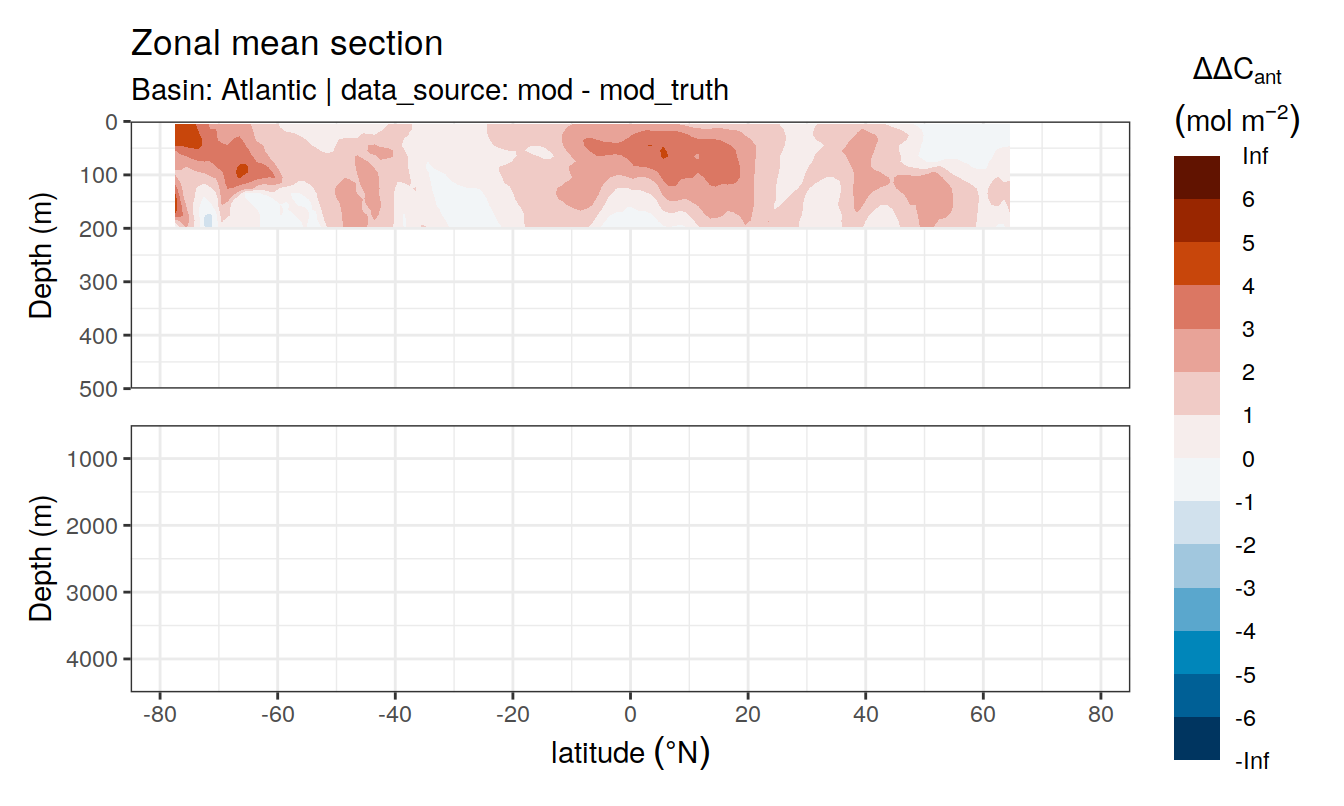 Zonal mean section
Basin: Atlantic | data_source: mod - mod_truth
ΔΔCant
(mol m−2)
Inf
6
5
4
3
2
1
0
-1
-2
-3
-4
-5
-6
-Inf
Depth (m)
0
100
200
300
400
500
Depth (m)
1000
2000
3000
4000
-80 -60 -40 -20 0 20 40 60 80
latitude (°N)